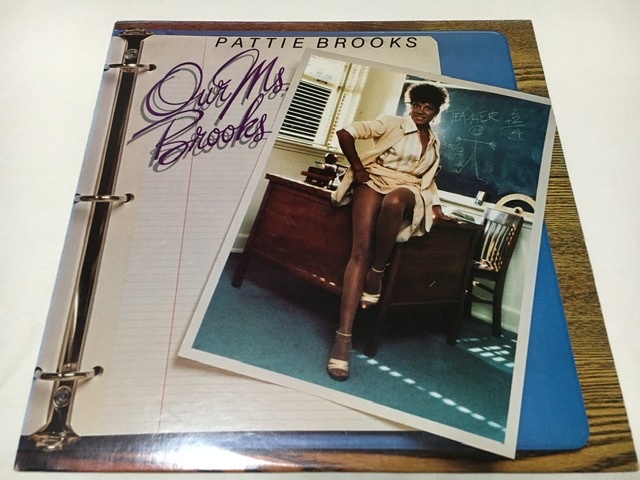 PATTIE BROOKS
Our Ms.
Brooks
TEACHER